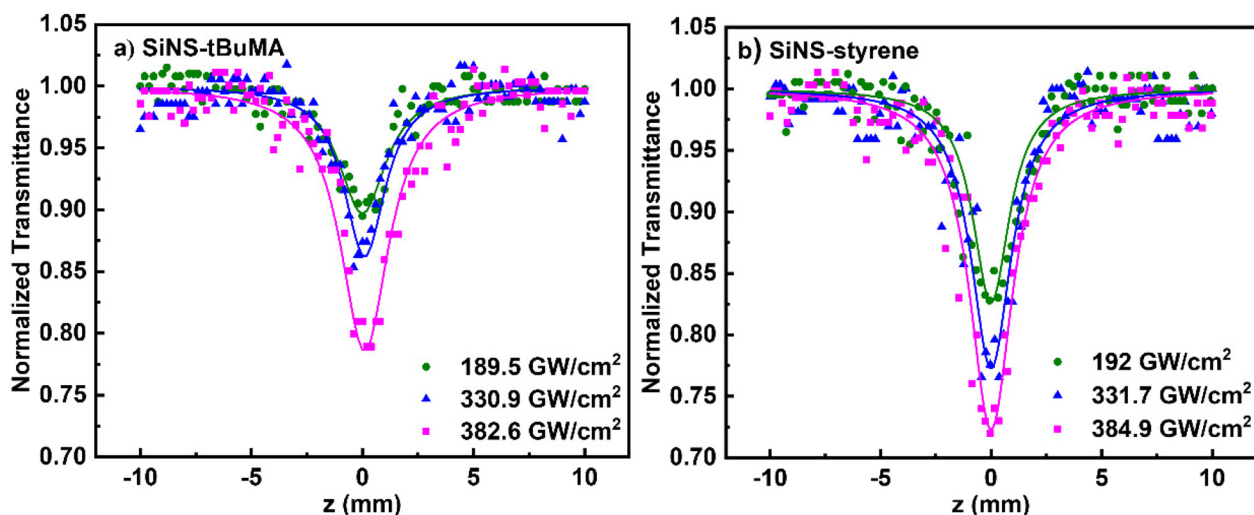 a) SiNS-tBuMA
Normalized Transmittance
1.05
1.00
0.95
0.90
0.85
0.80
0.75
0.70
189.5 GW/cm²
330.9 GW/cm²
382.6 GW/cm²
-10 -5 0 5 10
z (mm)
b) SiNS-styrene
Normalized Transmittance
1.05
1.00
0.95
0.90
0.85
0.80
0.75
0.70
192 GW/cm²
331.7 GW/cm²
384.9 GW/cm²
-10 -5 0 5 10
z (mm)